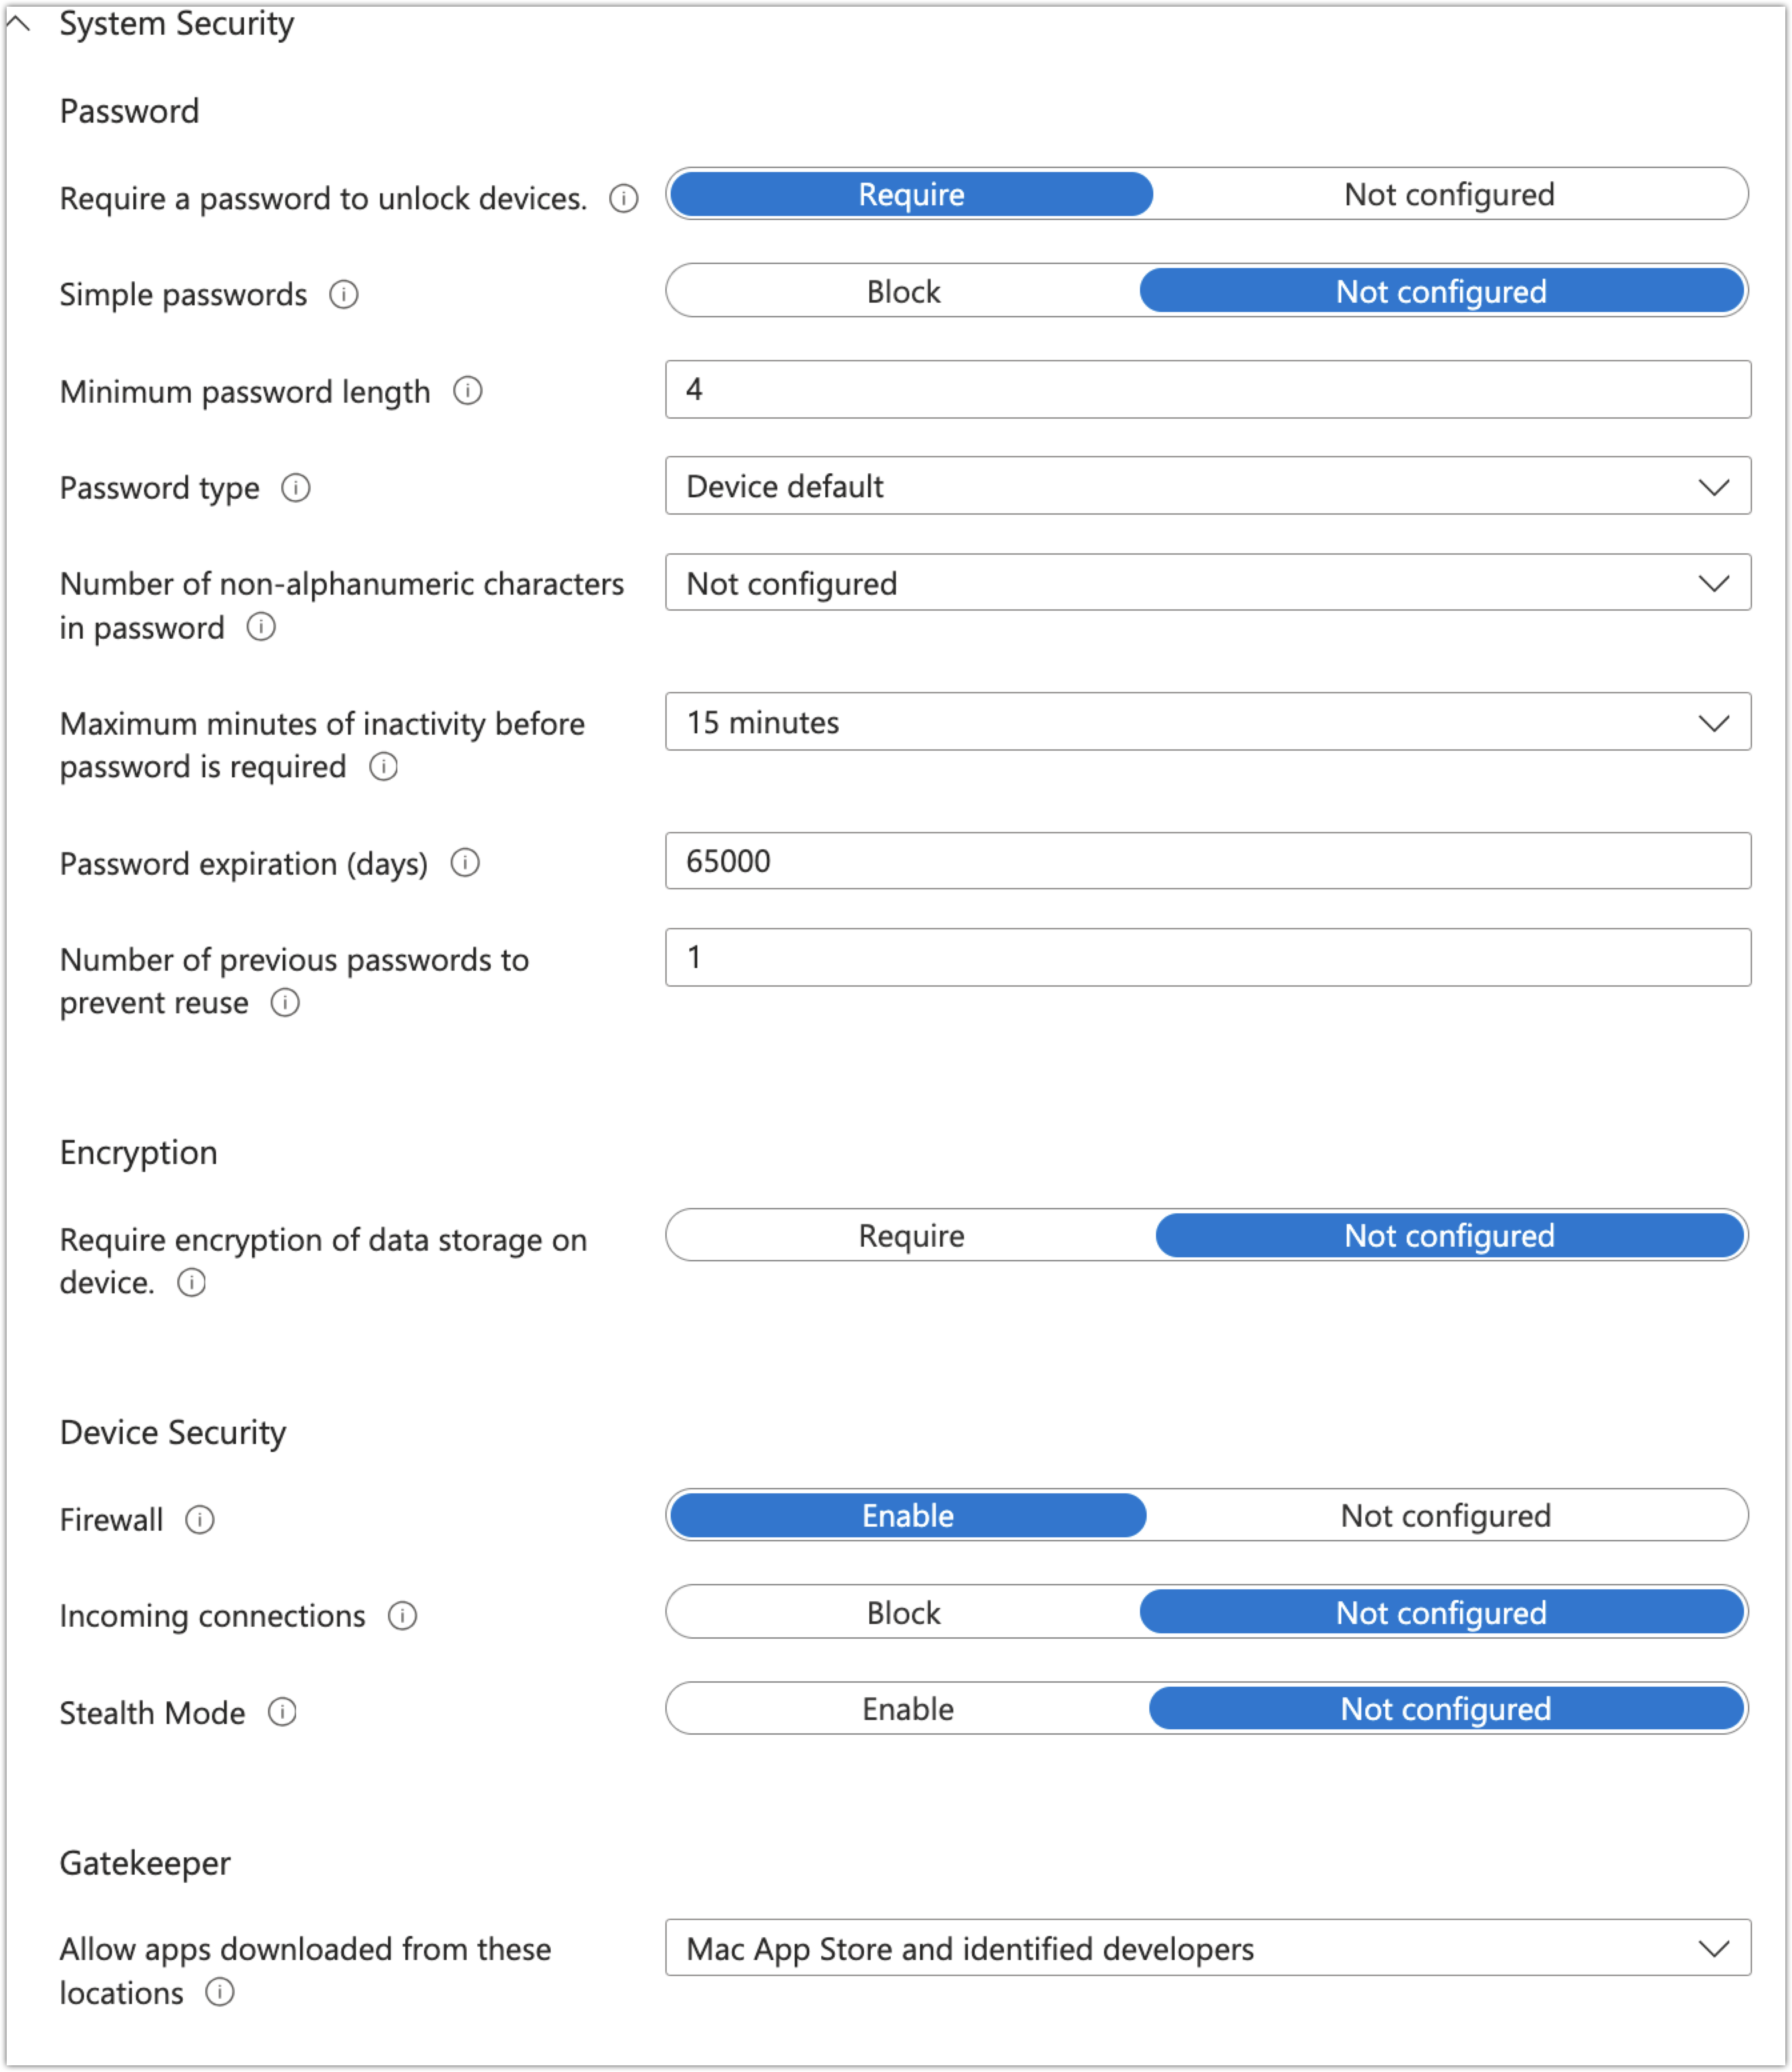 System Security
Password
Require a password to unlock devices.
Require
Not configured
Simple passwords
Block
Not configured
Minimum password length
4
Password type
Device default
Number of non-alphanumeric characters
in password
Not configured
Maximum minutes of inactivity before
password is required
15 minutes
Password expiration (days)
65000
Number of previous passwords to
prevent reuse
1
Encryption
Require encryption of data storage on
device.
Require
Not configured
Device Security
Firewall
Enable
Not configured
Incoming connections
Block
Not configured
Stealth Mode
Enable
Not configured
Gatekeeper
Allow apps downloaded from these
locations
Mac App Store and identified developers